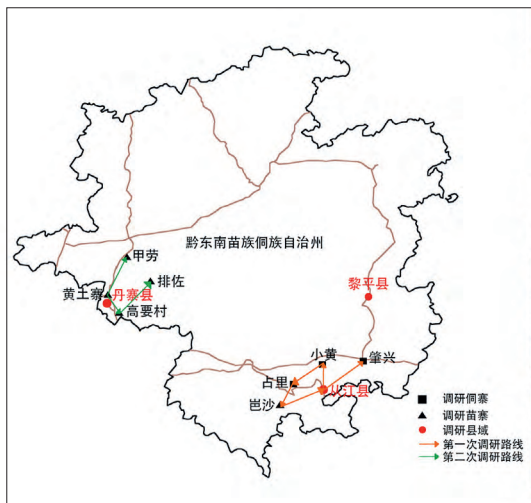 黔东南苗族侗族自治州
甲劳
排佐
黄土寨
丹寨县
高要村
黎平县
小黄
肇兴
占里
从江县
岜沙
调研侗寨
调研苗寨
调研县域
第一次调研路线
第二次调研路线